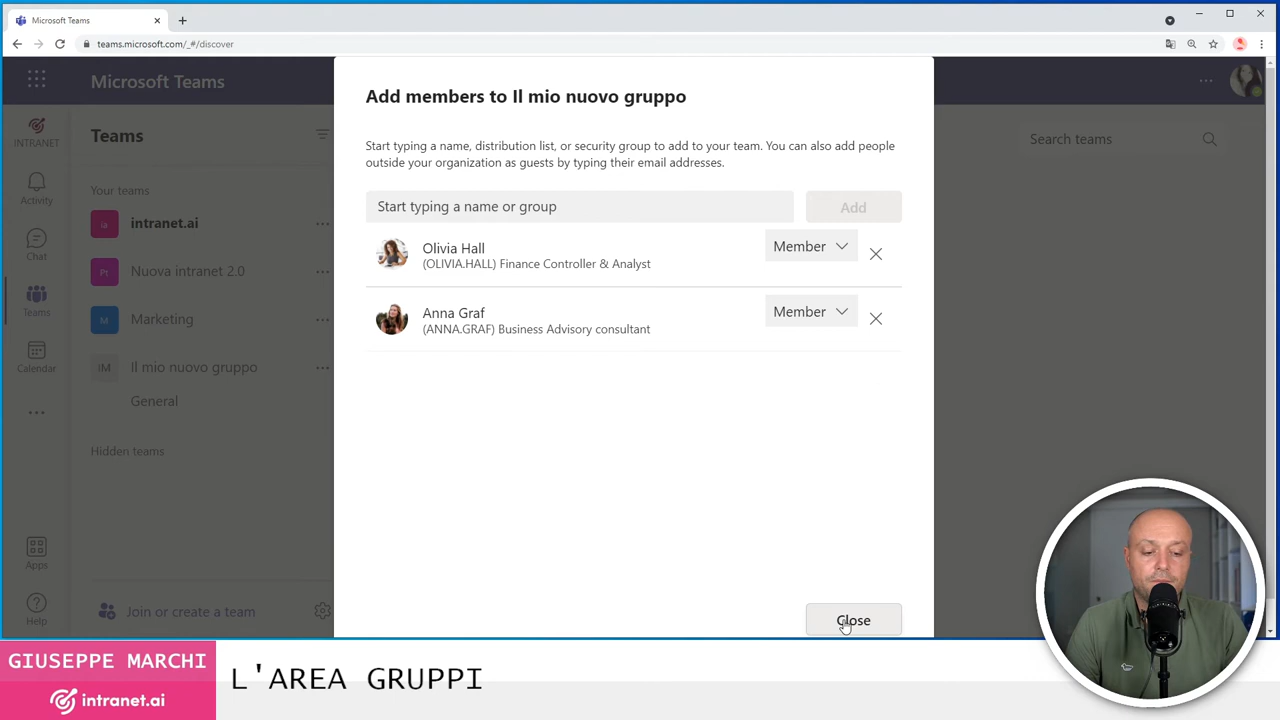 Microsoft Teams
teams.microsoft.com/_#/discover
Microsoft Teams
INTRANET
Activity
Chat
Teams
Calendar
Apps
Help
Teams
Your teams
intranet.ai
Pt
Nuova intranet 2.0
M
Marketing
IM
Il mio nuovo gruppo
General
Hidden teams
Join or create a team
Search teams
Add members to Il mio nuovo gruppo
Start typing a name, distribution list, or security group to add to your team. You can also add people
outside your organization as guests by typing their email addresses.
Start typing a name or group
Add
Olivia Hall
(OLIVIA.HALL) Finance Controller & Analyst
Member
Anna Graf
(ANNA.GRAF) Business Advisory consultant
Member
Close
GIUSEPPE MARCHI
intranet.ai
L'AREA GRUPPI